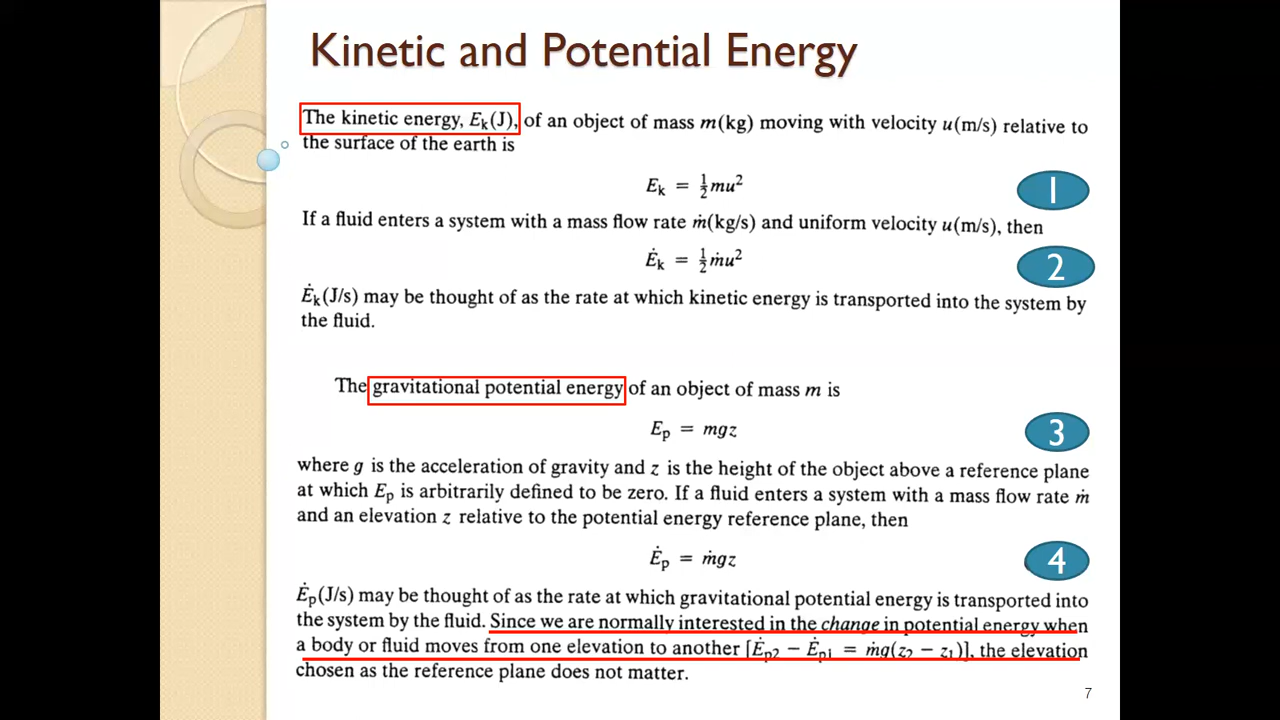 Kinetic and Potential Energy
The kinetic energy, Eₖ(J), of an object of mass m(kg) moving with velocity u(m/s) relative to
the surface of the earth is
Eₖ = ½mu²
1
If a fluid enters a system with a mass flow rate ṁ(kg/s) and uniform velocity u(m/s), then
Ėₖ = ½ṁu²
2
Ėₖ(J/s) may be thought of as the rate at which kinetic energy is transported into the system by
the fluid.
The gravitational potential energy of an object of mass m is
Eₚ = mgz
3
where g is the acceleration of gravity and z is the height of the object above a reference plane
at which Eₚ is arbitrarily defined to be zero. If a fluid enters a system with a mass flow rate ṁ
and an elevation z relative to the potential energy reference plane, then
Ėₚ = ṁgz
4
Ėₚ(J/s) may be thought of as the rate at which gravitational potential energy is transported into
the system by the fluid. Since we are normally interested in the change in potential energy when
a body or fluid moves from one elevation to another [Ėₚ₂ − Ėₚ₁ = ṁg(z₂ − z₁)], the elevation
chosen as the reference plane does not matter.
7